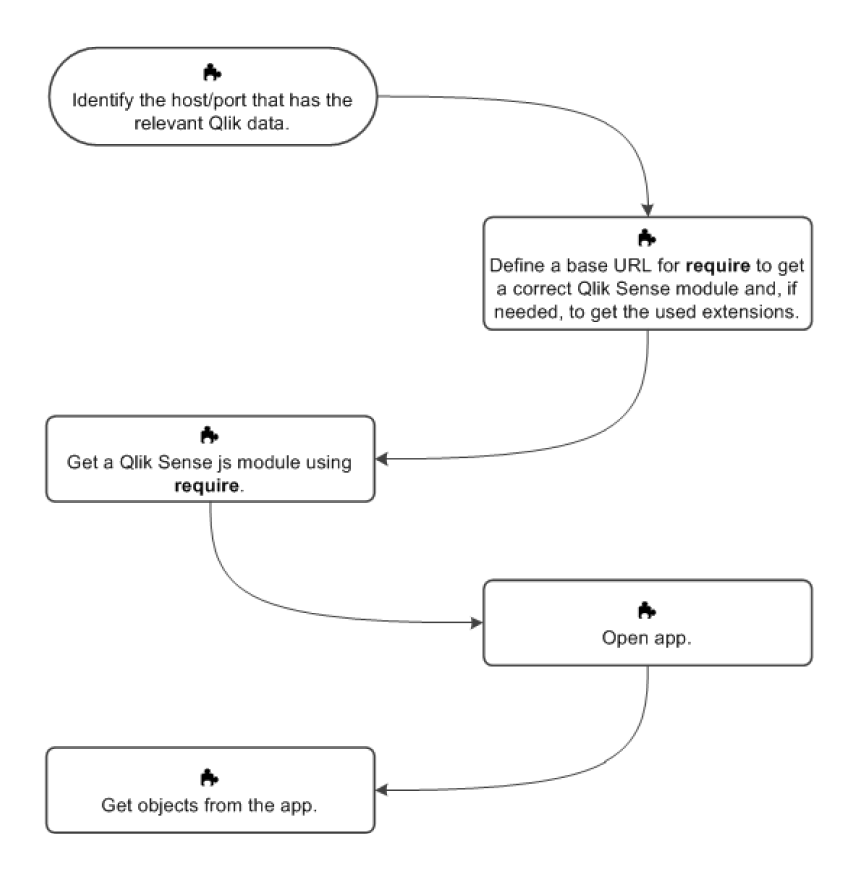 Identify the host/port that has the
relevant Qlik data.
Define a base URL for require to get
a correct Qlik Sense module and, if
needed, to get the used extensions.
Get a Qlik Sense js module using
require.
Open app.
Get objects from the app.